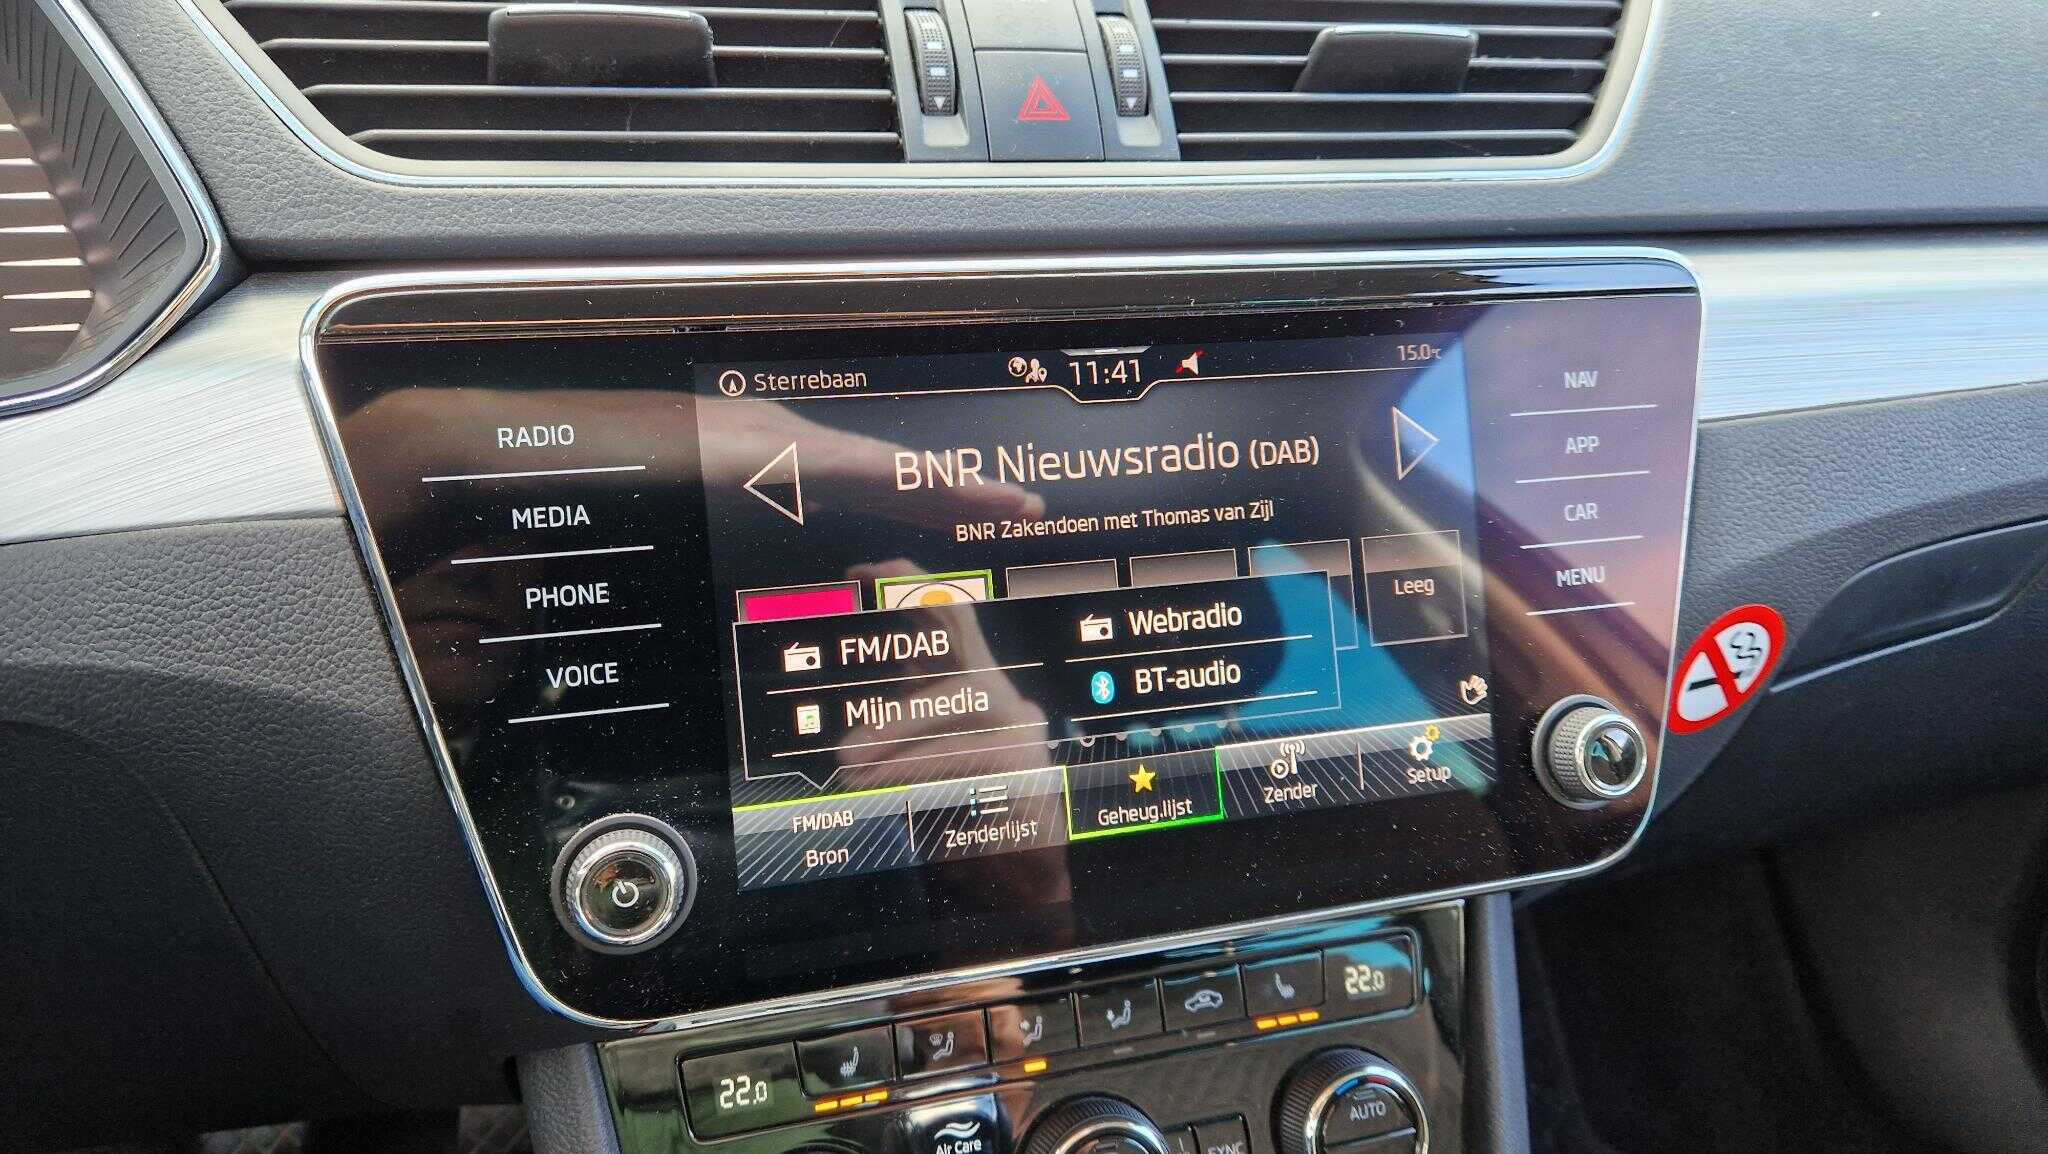 Sterrebaan
11:41
15.0°C
RADIO
MEDIA
PHONE
VOICE
NAV
APP
CAR
MENU
BNR Nieuwsradio (DAB)
BNR Zakendoen met Thomas van Zijl
Leeg
FM/DAB
Webradio
Mijn media
BT-audio
FM/DAB
Bron
Zenderlijst
Geheug.lijst
Zender
Setup
22.0
22.0
Air Care
SYNC
AUTO